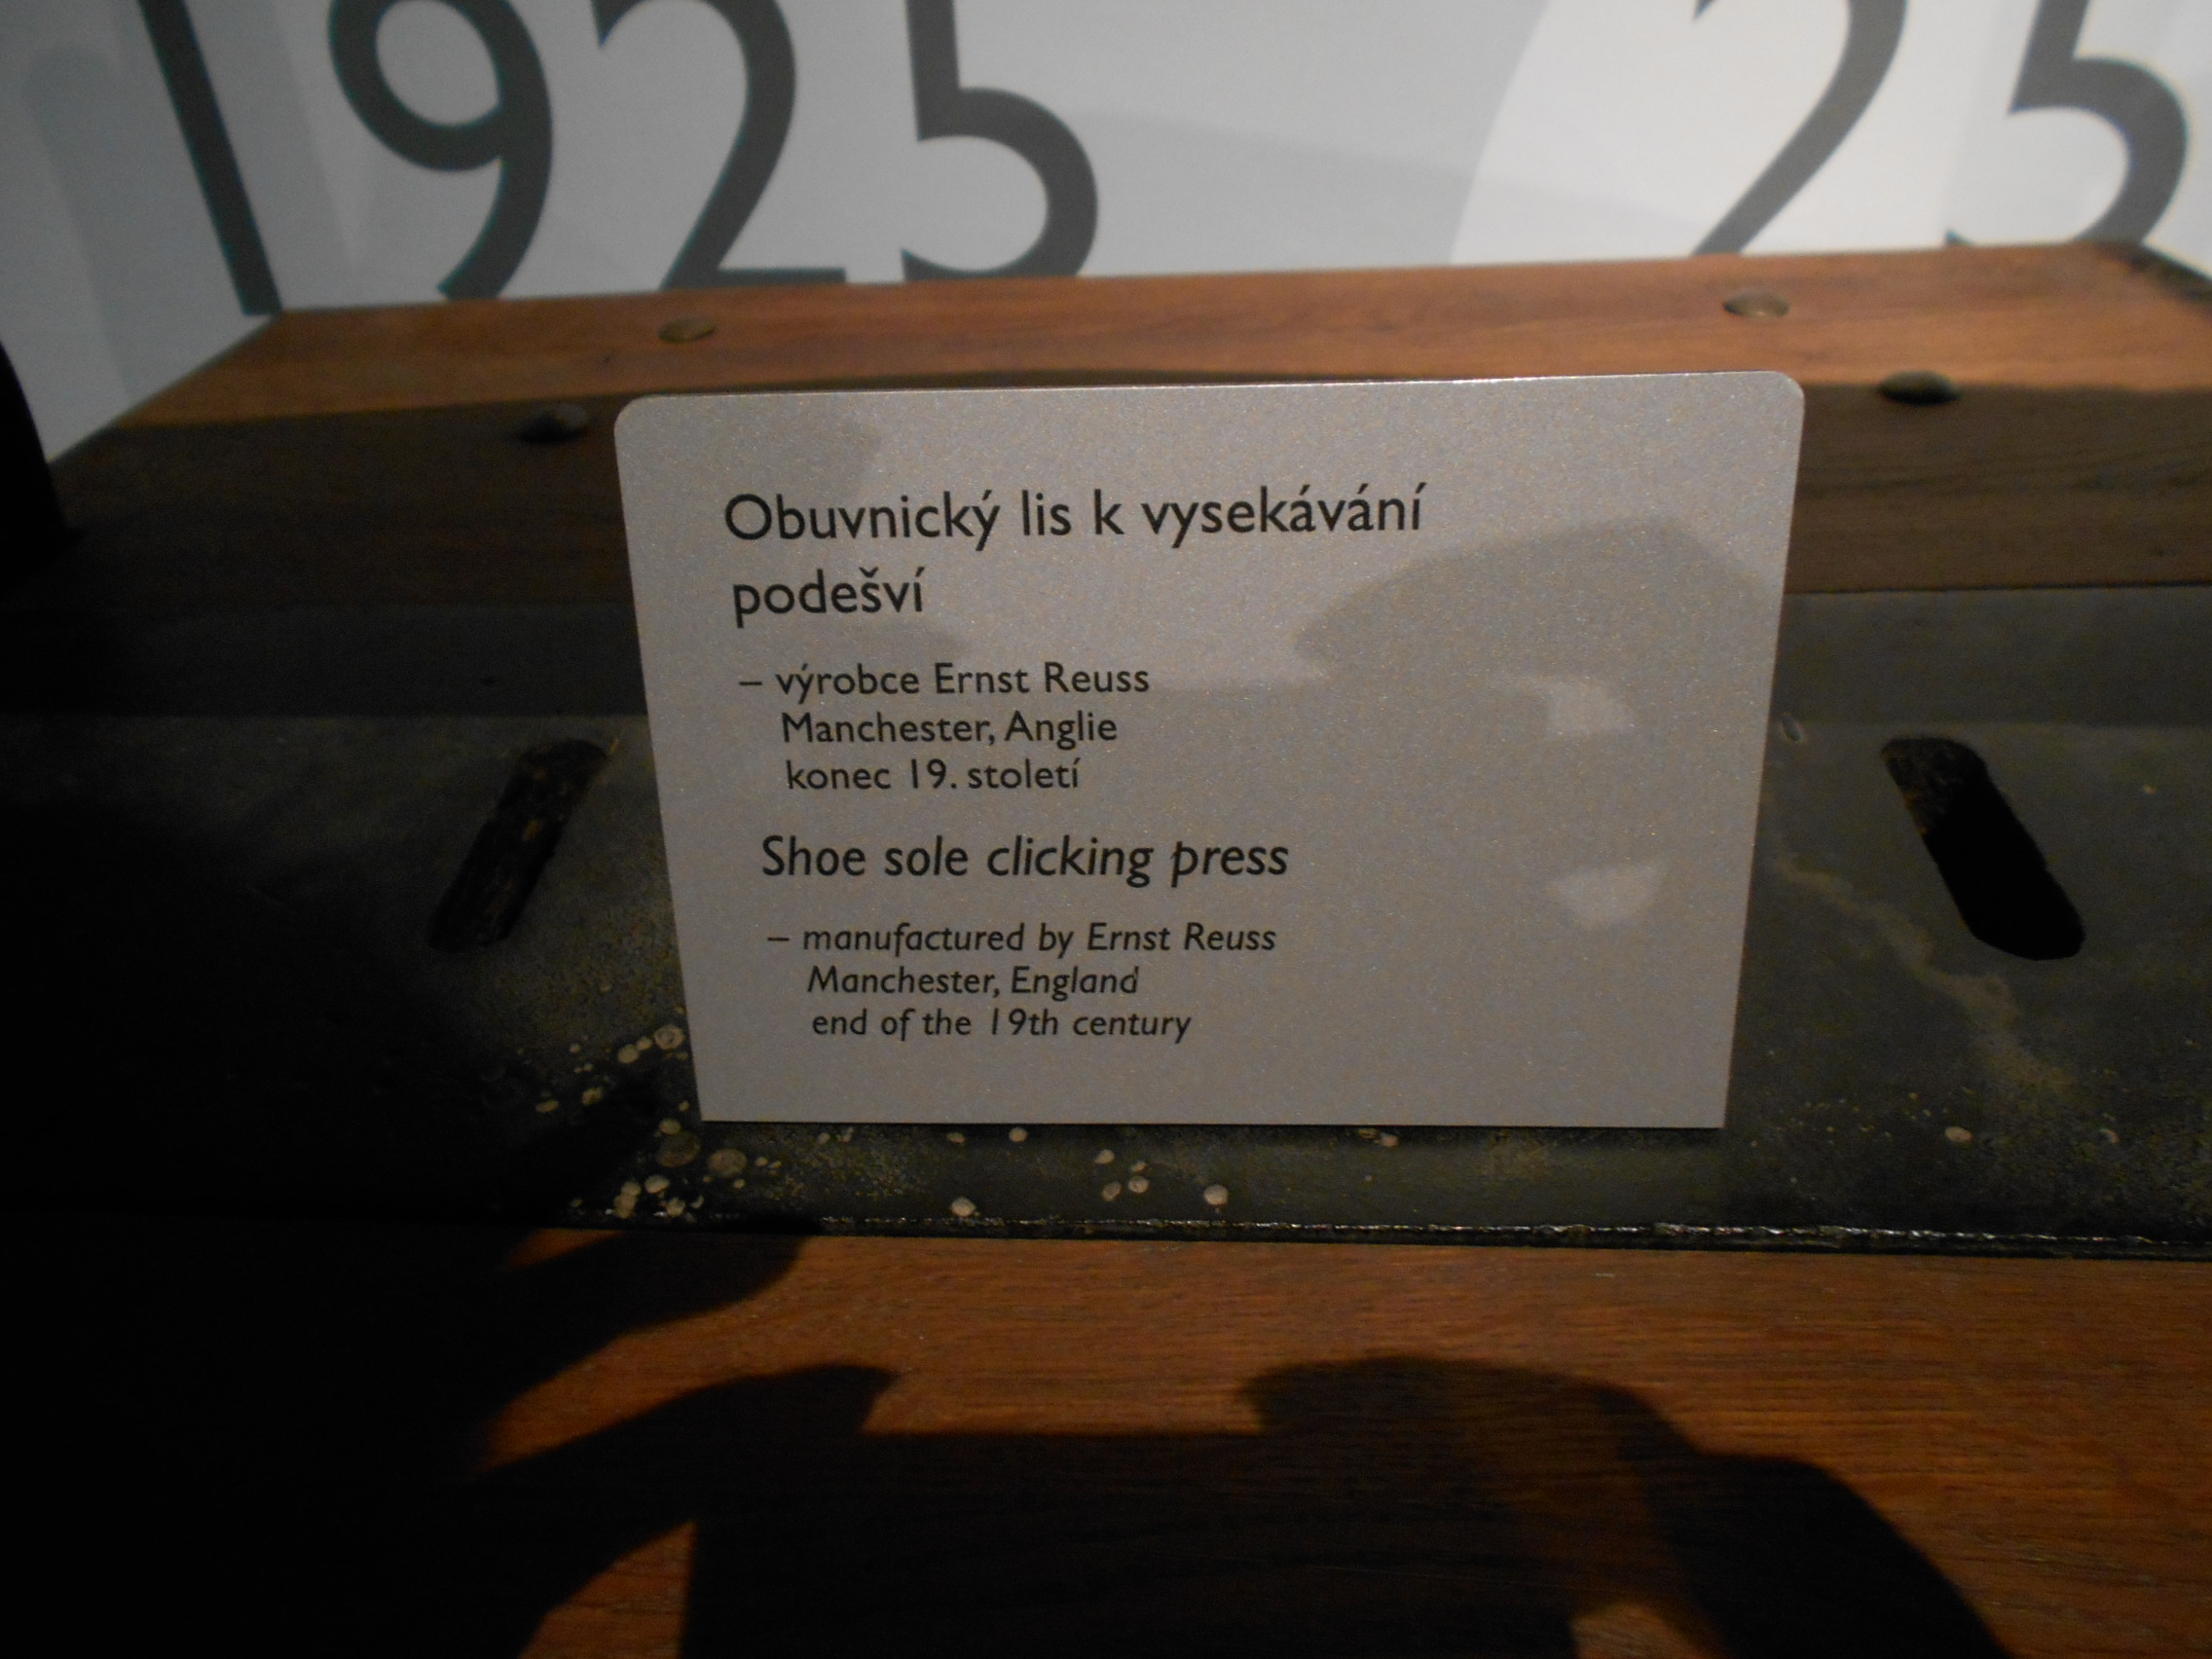 1925 25
Obuvnický lis k vysekávání
podešví
– výrobce Ernst Reuss
Manchester, Anglie
konec 19. století
Shoe sole clicking press
– manufactured by Ernst Reuss
Manchester, England
end of the 19th century